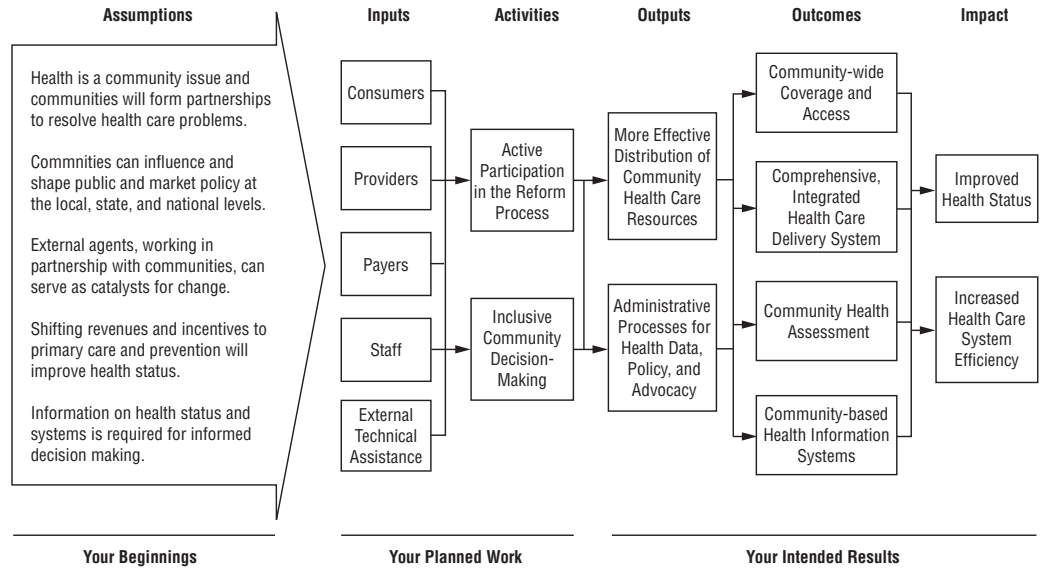 Assumptions
Inputs
Activities
Outputs
Outcomes
Impact
Health is a community issue and
communities will form partnerships
to resolve health care problems.
Commnities can influence and
shape public and market policy at
the local, state, and national levels.
External agents, working in
partnership with communities, can
serve as catalysts for change.
Shifting revenues and incentives to
primary care and prevention will
improve health status.
Information on health status and
systems is required for informed
decision making.
Consumers
Providers
Payers
Staff
External
Technical
Assistance
Active
Participation
in the Reform
Process
Inclusive
Community
Decision-
Making
More Effective
Distribution of
Community
Health Care
Resources
Administrative
Processes for
Health Data,
Policy, and
Advocacy
Community-wide
Coverage and
Access
Comprehensive,
Integrated
Health Care
Delivery System
Community Health
Assessment
Community-based
Health Information
Systems
Improved
Health Status
Increased
Health Care
System
Efficiency
Your Beginnings
Your Planned Work
Your Intended Results